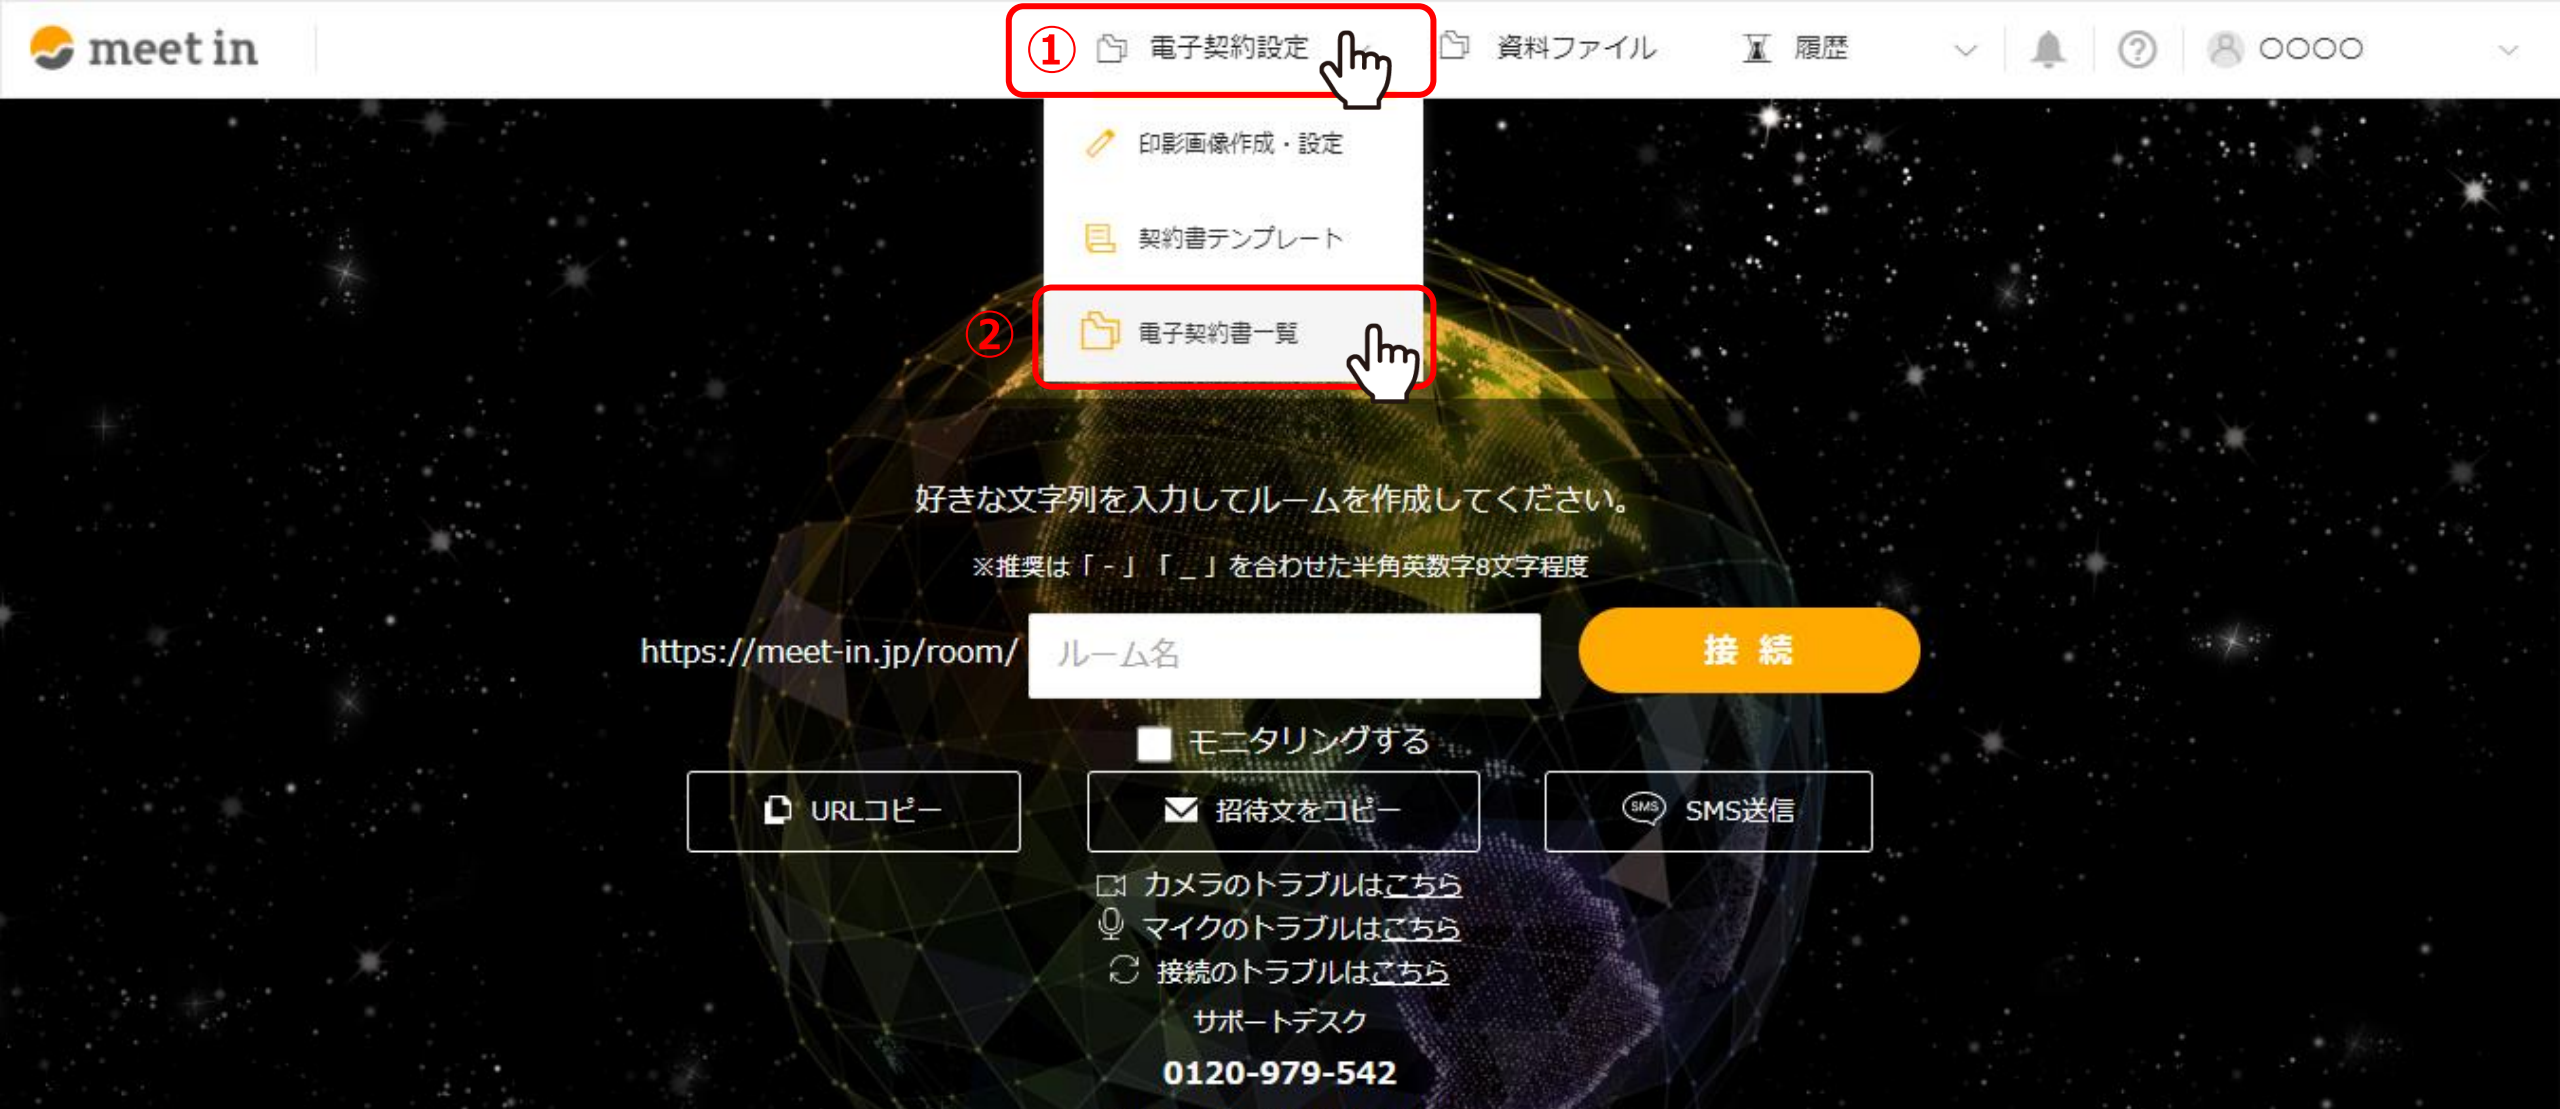 meet in
① 電子契約設定
資料ファイル
履歴
○○○○
印影画像作成・設定
契約書テンプレート
② 電子契約書一覧
好きな文字列を入力してルームを作成してください。
※推奨は「 - 」「 _ 」を合わせた半角英数字8文字程度
https://meet-in.jp/room/ ルーム名 接 続
モニタリングする
URLコピー
招待文をコピー
SMS SMS送信
カメラのトラブルはこちら
マイクのトラブルはこちら
接続のトラブルはこちら
サポートデスク
0120-979-542